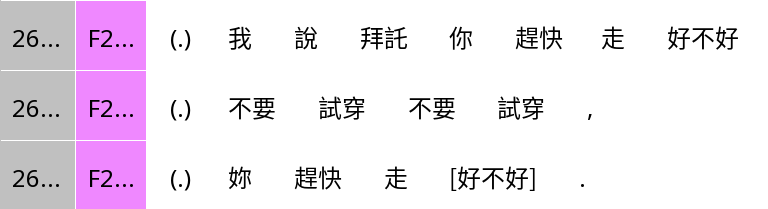 26... F2... (.) 我 說 拜託 你 趕快 走 好不好
26... F2... (.) 不要 試穿 不要 試穿 ,
26... F2... (.) 妳 趕快 走 [好不好] .